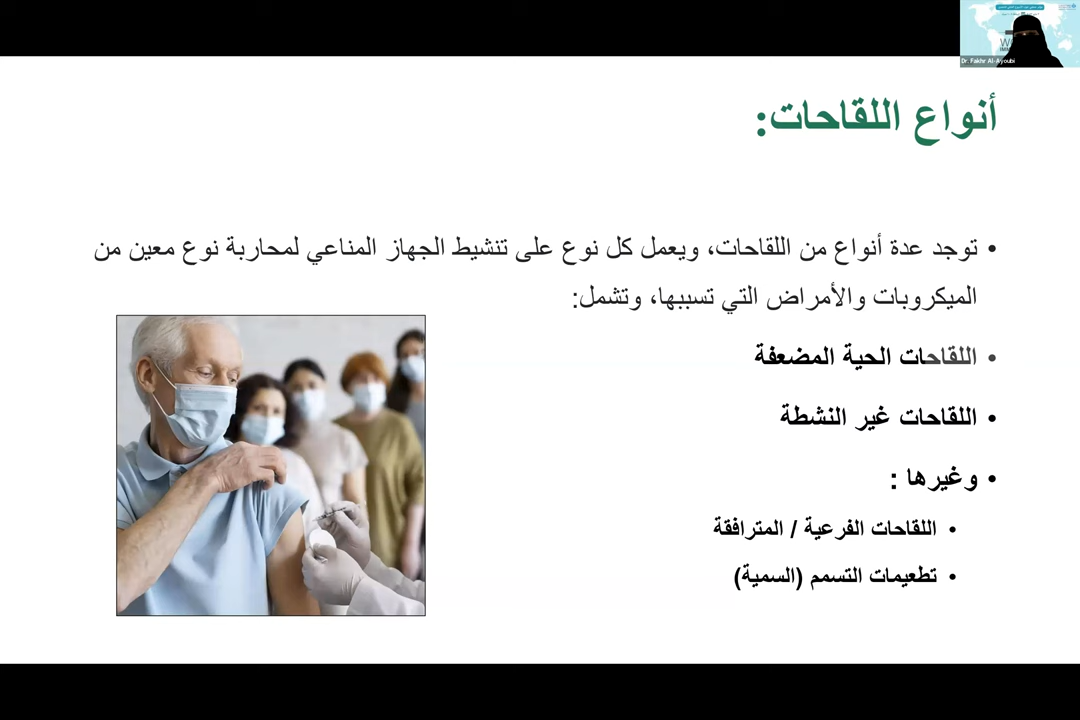 أنواع اللقاحات:
• توجد عدة أنواع من اللقاحات، ويعمل كل نوع على تنشيط الجهاز المناعي لمحاربة نوع معين من
الميكروبات والأمراض التي تسببها، وتشمل:
• اللقاحات الحية المضعفة
• اللقاحات غير النشطة
• وغيرها :
• اللقاحات الفرعية / المترافقة
• تطعيمات التسمم (السمية)
Dr. Fakhr Al-Ayoubi